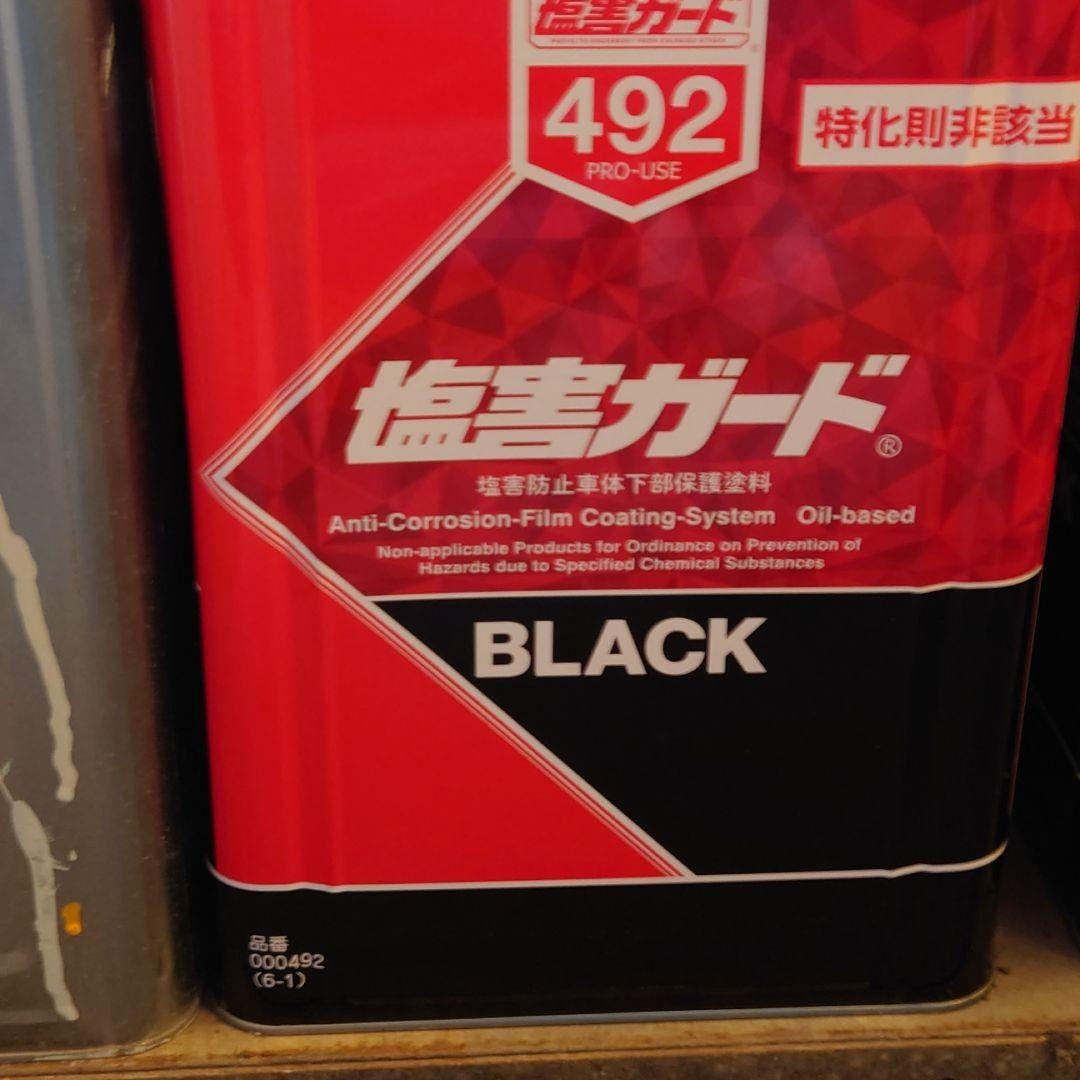 塩害ガード
492
PRO-USE
特化則非該当
塩害ガード®
塩害防止車体下部保護塗料
Anti-Corrosion-Film Coating-System Oil-based
Non-applicable Products for Ordinance on Prevention of
Hazards due to Specified Chemical Substances
BLACK
品番
000492
(6-1)